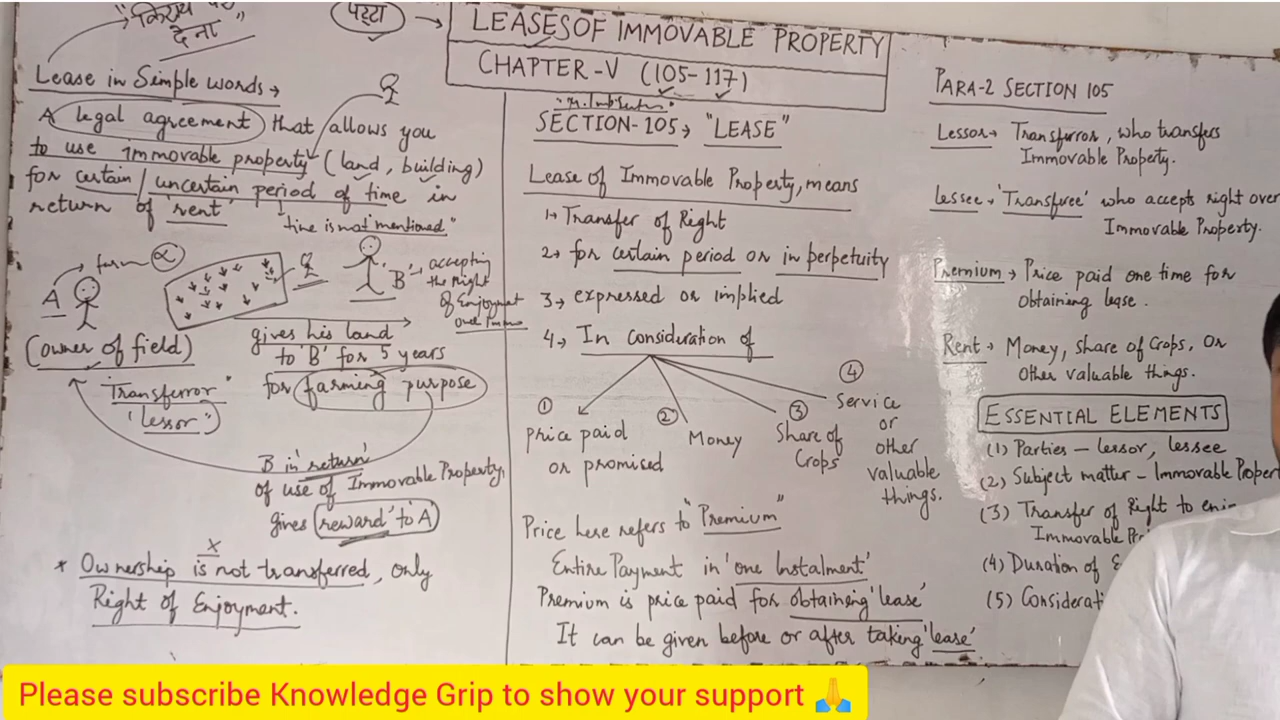 "किराये पर
देना"
पट्टा →
LEASES OF IMMOVABLE PROPERTY
CHAPTER-V (105-117)
Lease in Simple words →
A legal agreement that allows you
to use immovable property (land, building)
for certain/uncertain period of time in
return of 'rent'
"time is not mentioned"
A → farm
(owner of field)
"Transferror"
"lessor")
'B' → accepting
the Right
of Enjoyment
over Immo
gives his land
to 'B' for 5 years
for farming purpose
B in 'return'
of use of Immovable Property,
gives 'reward' to 'A'
x
* Ownership is not transferred, only
Right of Enjoyment.
SECTION-105 → "LEASE"
Lease of Immovable Property, means
1→ Transfer of Right
2→ for certain period or in perpetuity
3→ expressed or implied
4→ In consideration of
① Price paid
or promised
② Money
③ Share of
Crops
④ Service
or
other
valuable
things.
Price here refers to "Premium"
Entire Payment in 'one Instalment'
Premium is price paid for obtaining 'lease'
It can be given before or after taking 'lease'
PARA-2 SECTION 105
Lessor → Transferror, who transfers
Immovable Property.
Lessee → 'Transferee' who accepts right over
Immovable Property.
Premium → Price paid one time for
obtaining lease.
Rent → Money, share of Crops, or
Other valuable things.
ESSENTIAL ELEMENTS
(1) Parties – lessor, lessee
(2) Subject matter – Immovable Propert
(3) Transfer of Right to enj
Immovable Pr
(4) Duration of
(5) Considerati
Please subscribe Knowledge Grip to show your support 🙏